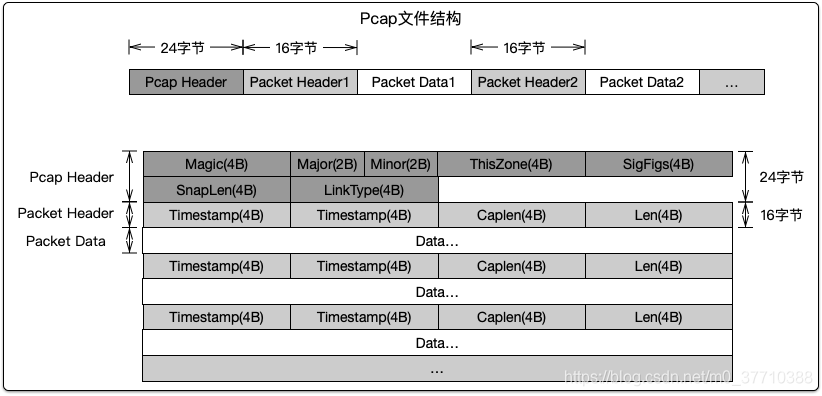 Pcap文件结构
24字节 16字节 16字节
Pcap Header Packet Header1 Packet Data1 Packet Header2 Packet Data2 ...
Magic(4B) Major(2B) Minor(2B) ThisZone(4B) SigFigs(4B)
Pcap Header 24字节
SnapLen(4B) LinkType(4B)
Packet Header Timestamp(4B) Timestamp(4B) Caplen(4B) Len(4B) 16字节
Packet Data Data...
Timestamp(4B) Timestamp(4B) Caplen(4B) Len(4B)
Data...
Timestamp(4B) Timestamp(4B) Caplen(4B) Len(4B)
Data...
...
https://blog.csdn.net/m0_37710388